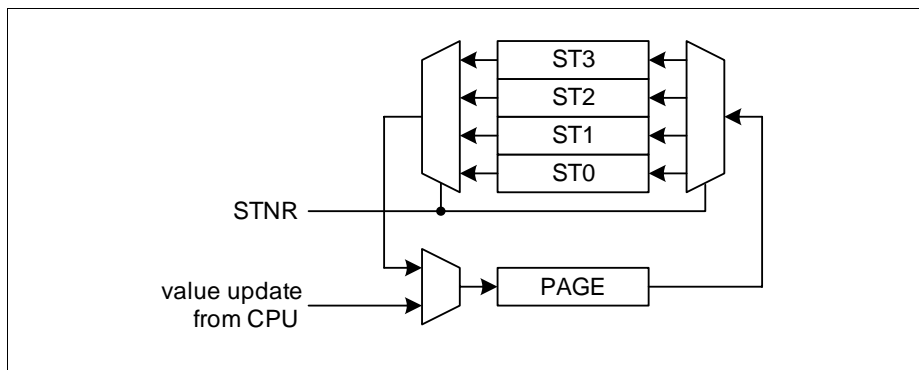 ST3
ST2
ST1
ST0
STNR
value update
from CPU
PAGE